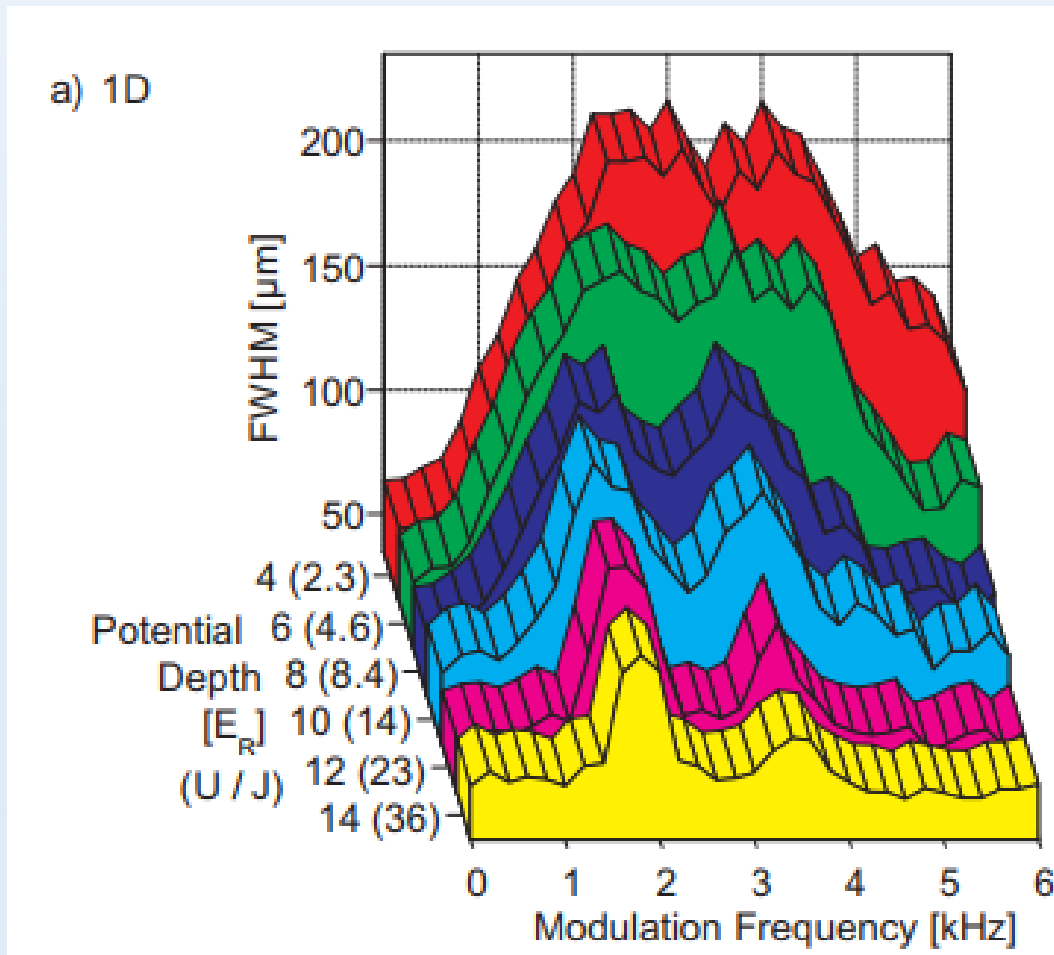 a) 1D
200
150
100
50
FWHM [µm]
4 (2.3)
Potential 6 (4.6)
Depth 8 (8.4)
[E_R] 10 (14)
(U / J) 12 (23)
14 (36)
0 1 2 3 4 5 6
Modulation Frequency [kHz]